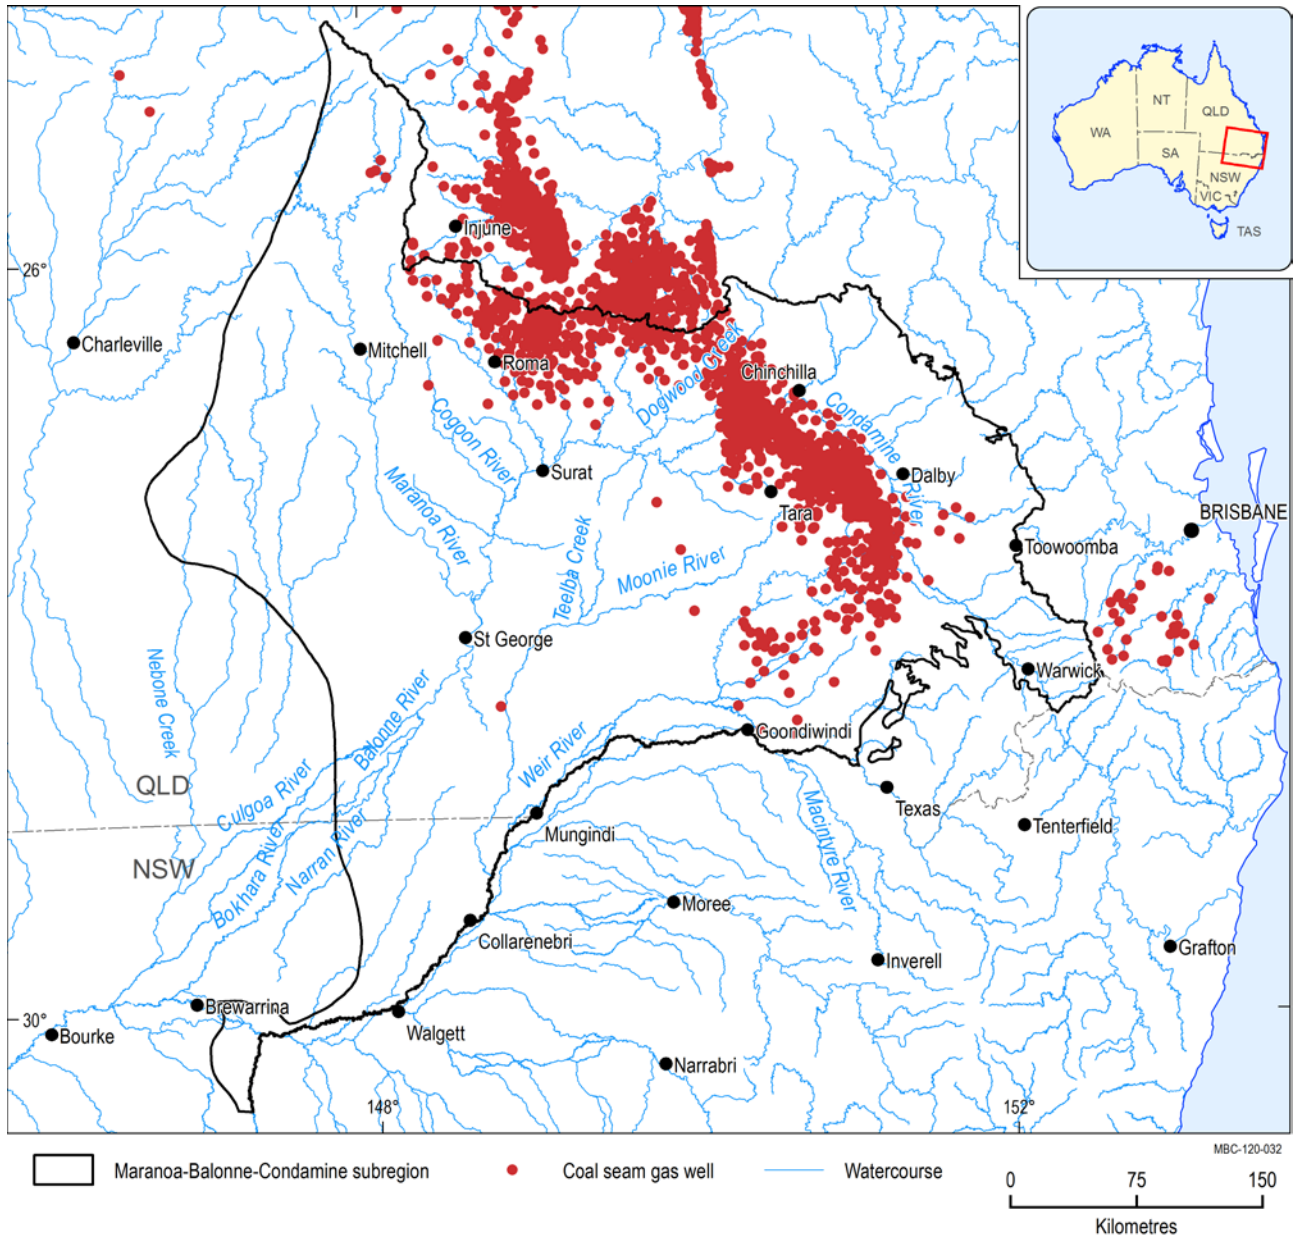 NT
QLD
WA
SA
NSW
VIC
TAS
Injune
26°
Charleville
Mitchell
Roma
Dogwood Creek
Chinchilla
Cogoon River
Condamine River
Surat
Dalby
Maranoa River
Tara
BRISBANE
Toowoomba
Teelba Creek
Moonie River
St George
Nebone Creek
Warwick
Balonne River
Goondiwindi
Weir River
QLD
Culgoa River
Macintyre River
Texas
Mungindi
Tenterfield
NSW
Bokhara River
Narran River
Moree
Collarenebri
Grafton
Inverell
Brewarrina
30°
Bourke
Walgett
Narrabri
148°
152°
MBC-120-032
Maranoa-Balonne-Condamine subregion
Coal seam gas well
Watercourse
0 75 150
Kilometres